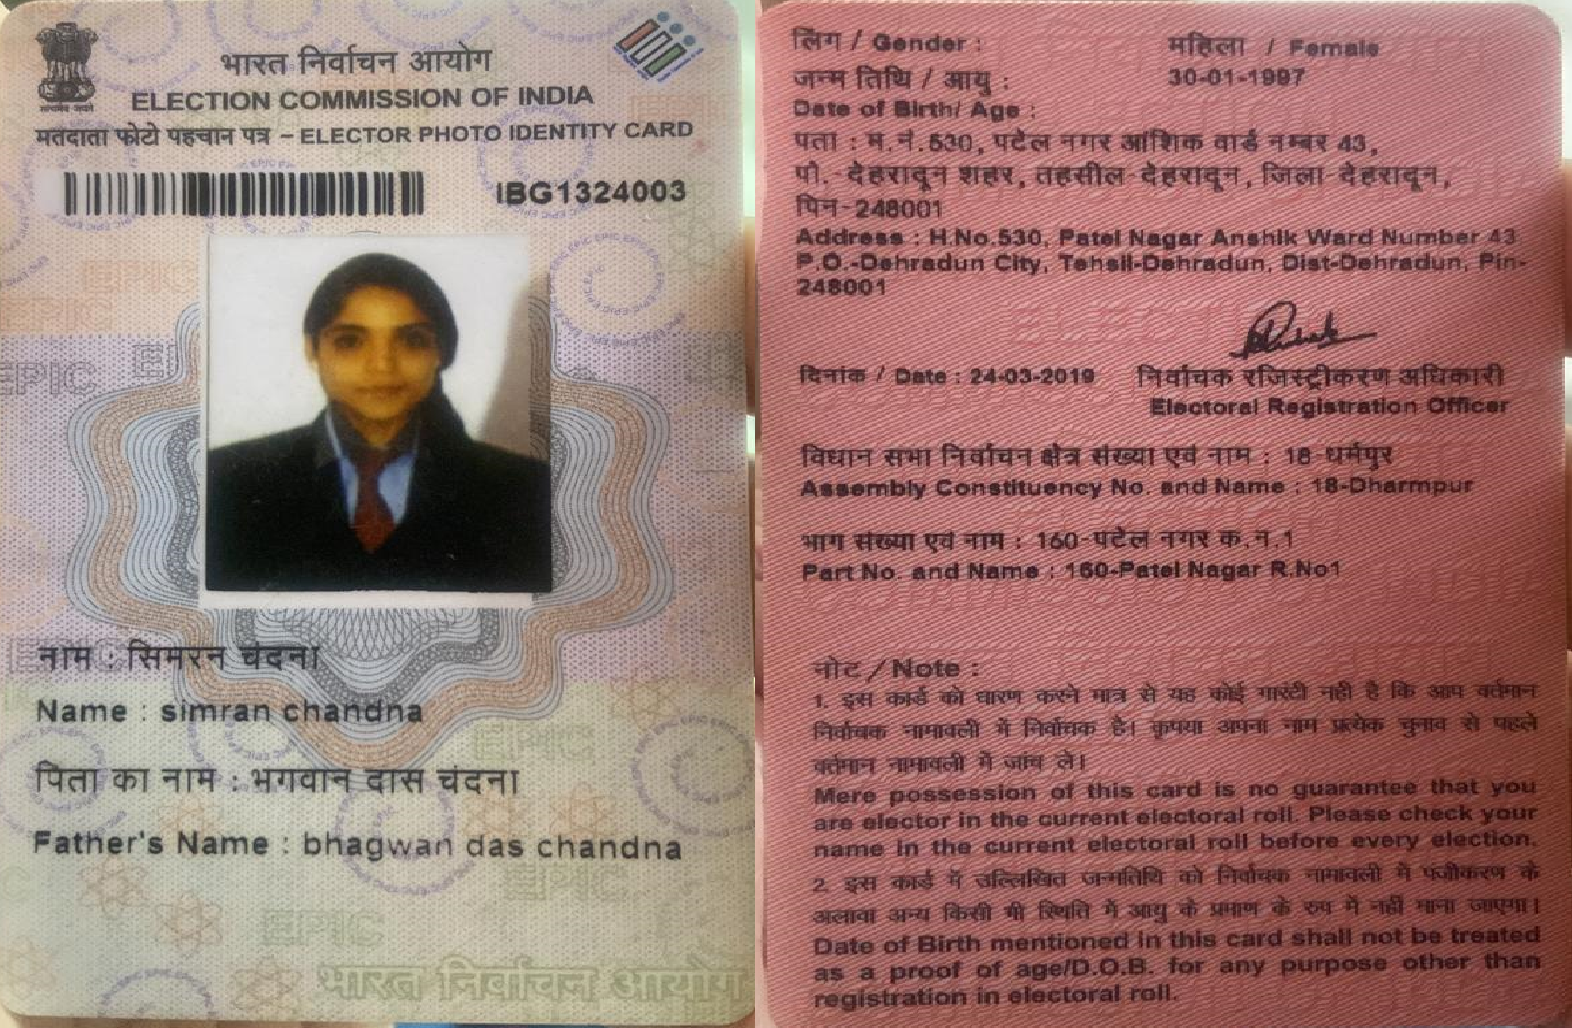 भारत निर्वाचन आयोग
ELECTION COMMISSION OF INDIA
मतदाता फोटो पहचान पत्र – ELECTOR PHOTO IDENTITY CARD
IBG1324003
नाम : सिमरन चंदना
Name : simran chandna
पिता का नाम : भगवान दास चंदना
Father's Name : bhagwan das chandna
भारत निर्वाचन आयोग
लिंग / Gender : महिला / Female
जन्म तिथि / आयु : 30-01-1997
Date of Birth/ Age :
पता : म.नं.530, पटेल नगर आंशिक वार्ड नम्बर 43,
पो.-देहरादून शहर, तहसील-देहरादून, जिला-देहरादून,
पिन-248001
Address : H.No.530, Patel Nagar Anshik Ward Number 43
P.O.-Dehradun City, Tehsil-Dehradun, Dist-Dehradun, Pin-
248001
दिनांक / Date : 24-03-2019 निर्वाचक रजिस्ट्रीकरण अधिकारी
Electoral Registration Officer
विधान सभा निर्वाचन क्षेत्र संख्या एवं नाम : 18-धर्मपुर
Assembly Constituency No. and Name : 18-Dharmpur
भाग संख्या एवं नाम : 160-पटेल नगर क.न.1
Part No. and Name : 160-Patel Nagar R.No1
नोट / Note :
1. इस कार्ड को धारण करने मात्र से यह कोई गारंटी नही है कि आप वर्तमान
निर्वाचक नामावली में निर्वाचक है। कृपया अपना नाम प्रत्येक चुनाव से पहले
वर्तमान नामावली में जांच ले।
Mere possession of this card is no guarantee that you
are elector in the current electoral roll. Please check your
name in the current electoral roll before every election.
2. इस कार्ड में उल्लिखित जन्मतिथि को निर्वाचक नामावली में पंजीकरण के
अलावा अन्य किसी भी स्थिति में आयु के प्रमाण के रुप में नहीं माना जाएगा।
Date of Birth mentioned in this card shall not be treated
as a proof of age/D.O.B. for any purpose other than
registration in electoral roll.